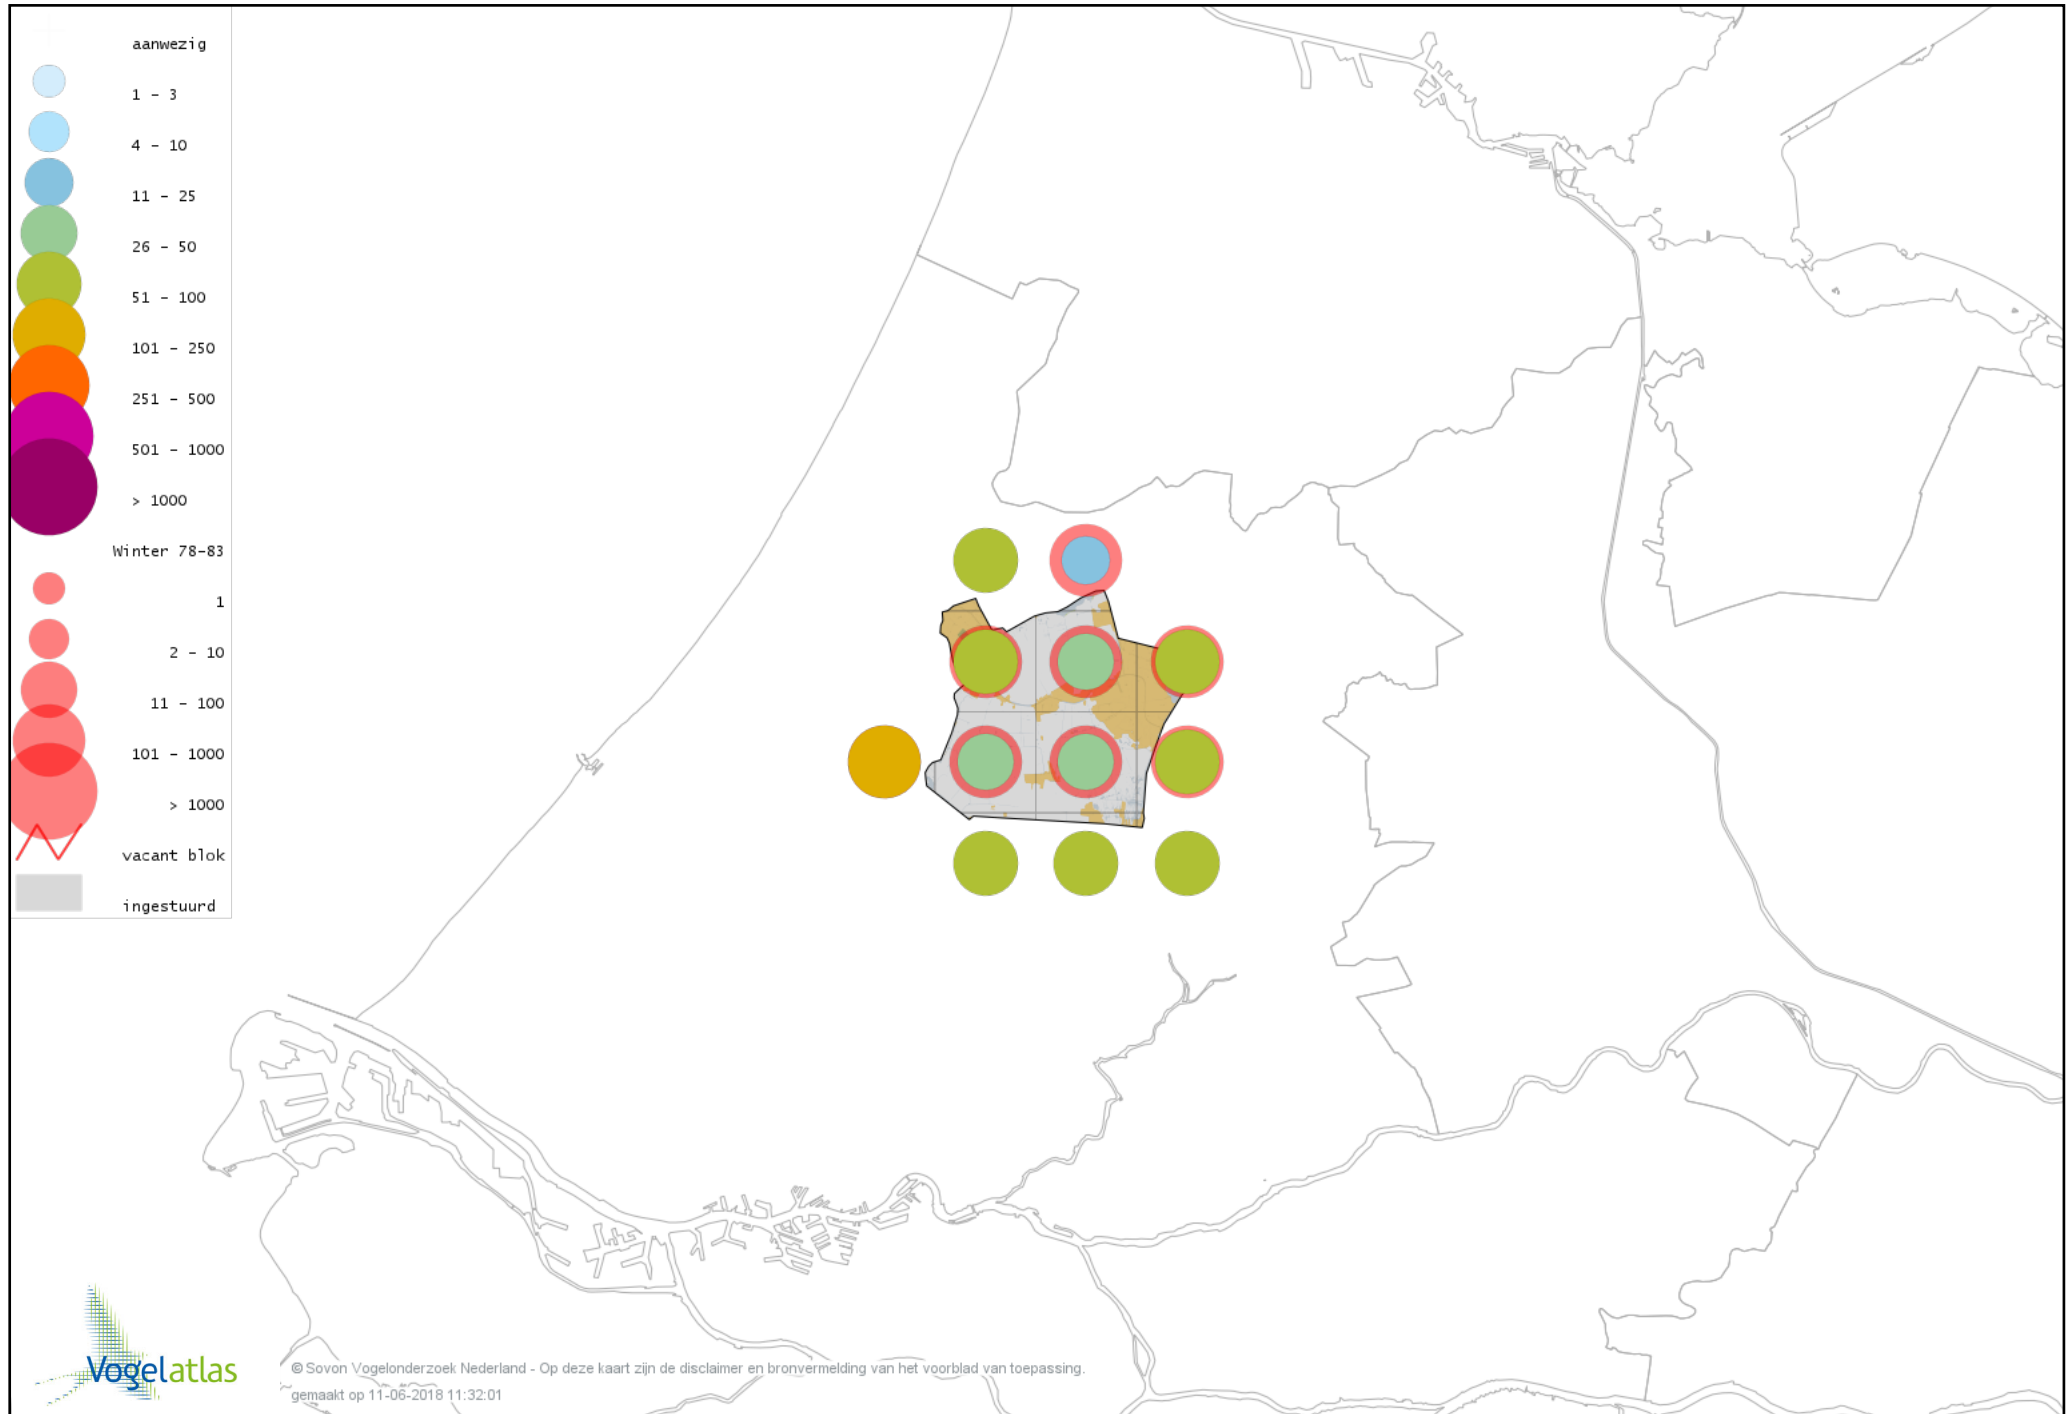 aanwezig
1 – 3
4 – 10
11 – 25
26 – 50
51 – 100
101 – 250
251 – 500
501 – 1000
> 1000
Winter 78-83
1
2 – 10
11 – 100
101 – 1000
> 1000
vacant blok
ingestuurd
Vogelatlas
© Sovon Vogelonderzoek Nederland - Op deze kaart zijn de disclaimer en bronvermelding van het voorblad van toepassing.
gemaakt op 11-06-2018 11:32:01